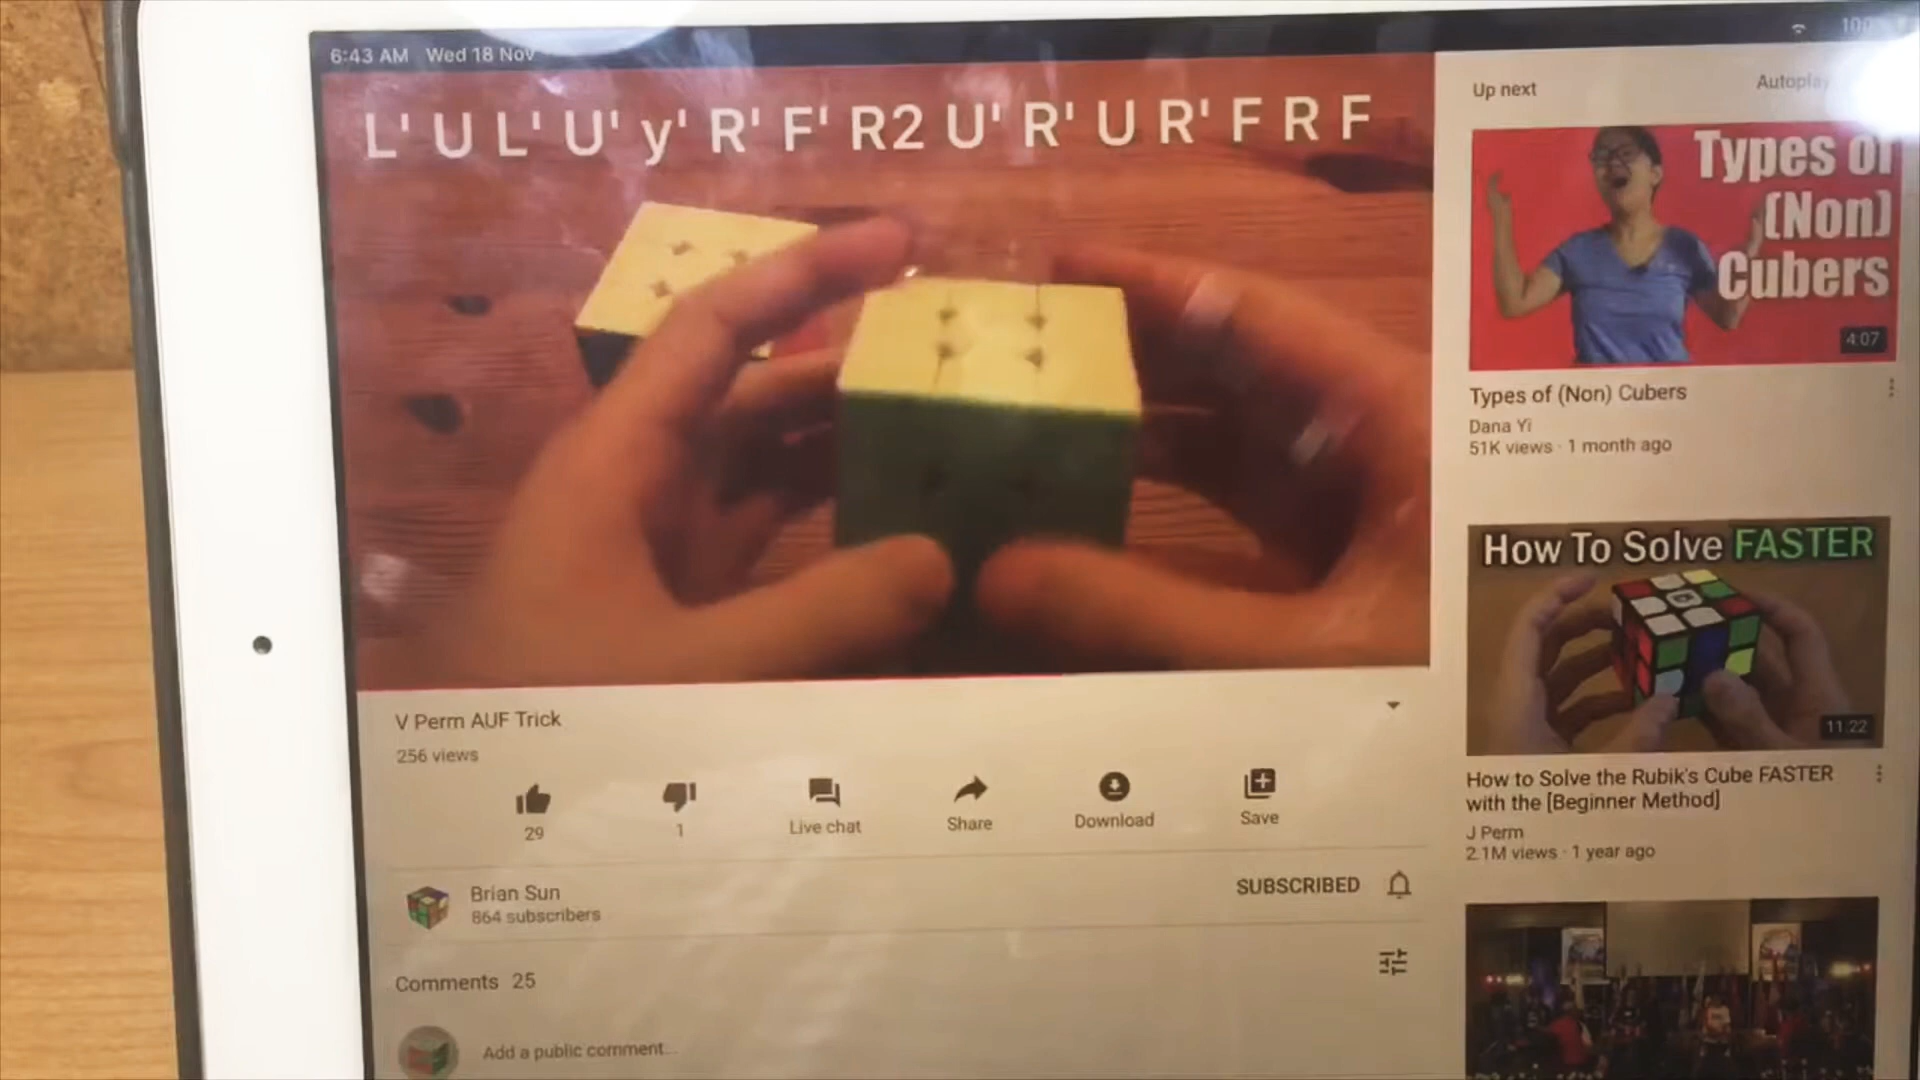 6:43 AM Wed 18 Nov
L' U L' U' y' R' F' R2 U' R' U R' F R F
V Perm AUF Trick
256 views
29
1
Live chat
Share
Download
Save
Brian Sun
864 subscribers
SUBSCRIBED
Comments 25
Add a public comment...
Up next
Autoplay
Types of
(Non)
Cubers
4:07
Types of (Non) Cubers
Dana Yi
51K views · 1 month ago
How To Solve FASTER
11:22
How to Solve the Rubik's Cube FASTER
with the [Beginner Method]
J Perm
2.1M views · 1 year ago